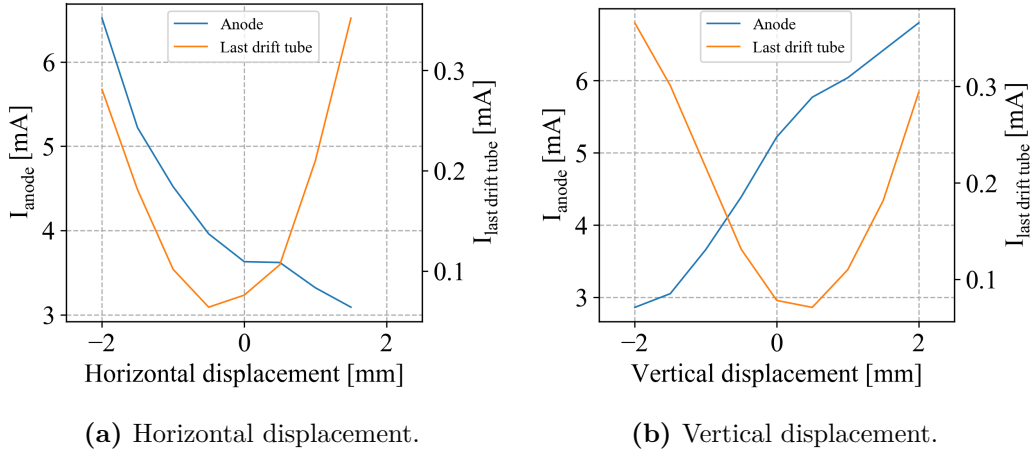 Anode
Last drift tube
6
5
4
3
0.3
0.2
0.1
−2
0
2
I_anode [mA]
I_last drift tube [mA]
Horizontal displacement [mm]
(a) Horizontal displacement.
Anode
Last drift tube
6
5
4
3
0.3
0.2
0.1
−2
0
2
I_anode [mA]
I_last drift tube [mA]
Vertical displacement [mm]
(b) Vertical displacement.